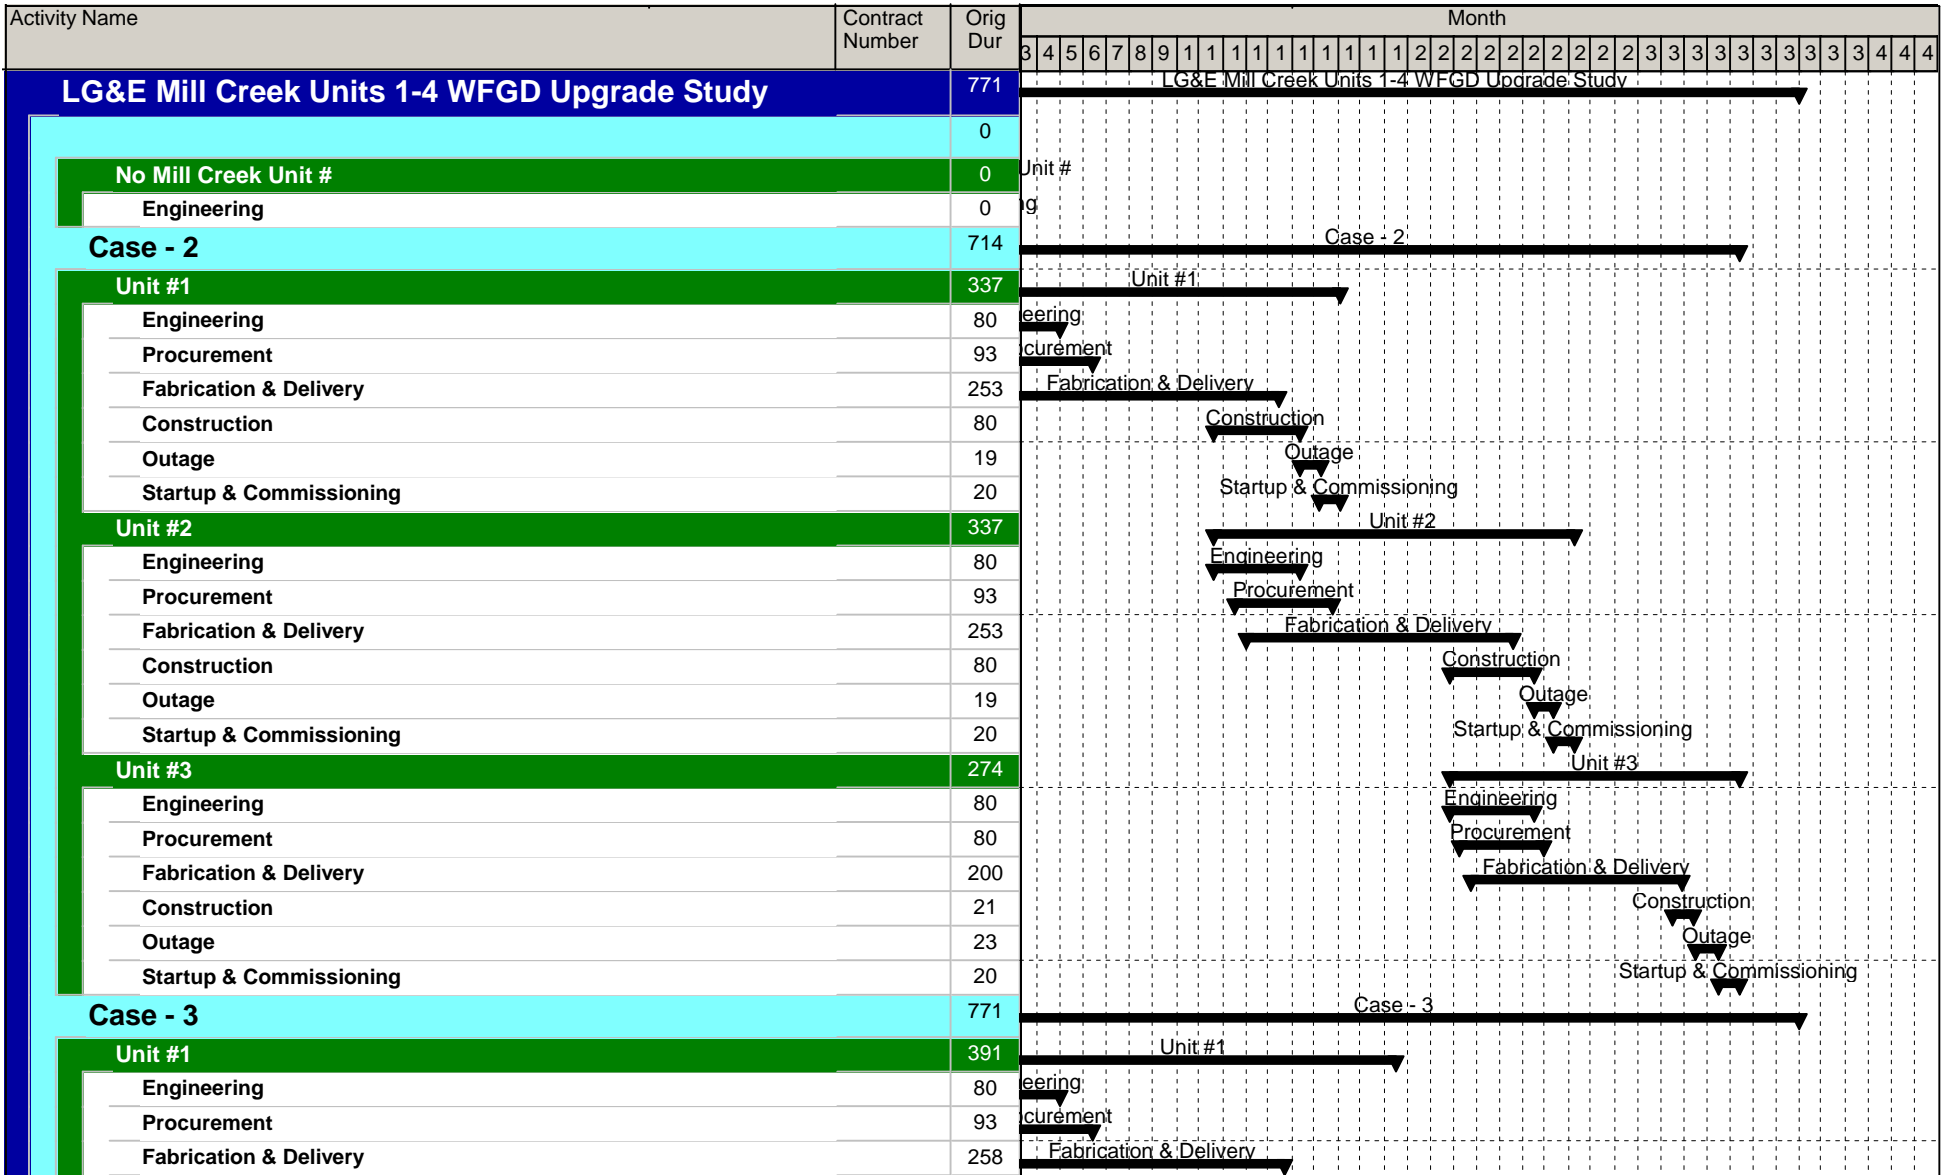 Activity Name Contract Number Orig Dur Month
3 4 5 6 7 8 9 1 1 1 1 1 1 1 1 1 1 2 2 2 2 2 2 2 2 2 2 3 3 3 3 3 3 3 3 3 3 4 4 4
LG&E Mill Creek Units 1-4 WFGD Upgrade Study 771 LG&E Mill Creek Units 1-4 WFGD Upgrade Study
0
No Mill Creek Unit # 0 Unit #
Engineering 0 ng
Case - 2 714 Case - 2
Unit #1 337 Unit #1
Engineering 80 eering
Procurement 93 curement
Fabrication & Delivery 253 Fabrication & Delivery
Construction 80 Construction
Outage 19 Outage
Startup & Commissioning 20 Startup & Commissioning
Unit #2 337 Unit #2
Engineering 80 Engineering
Procurement 93 Procurement
Fabrication & Delivery 253 Fabrication & Delivery
Construction 80 Construction
Outage 19 Outage
Startup & Commissioning 20 Startup & Commissioning
Unit #3 274 Unit #3
Engineering 80 Engineering
Procurement 80 Procurement
Fabrication & Delivery 200 Fabrication & Delivery
Construction 21 Construction
Outage 23 Outage
Startup & Commissioning 20 Startup & Commissioning
Case - 3 771 Case - 3
Unit #1 391 Unit #1
Engineering 80 eering
Procurement 93 curement
Fabrication & Delivery 258 Fabrication & Delivery